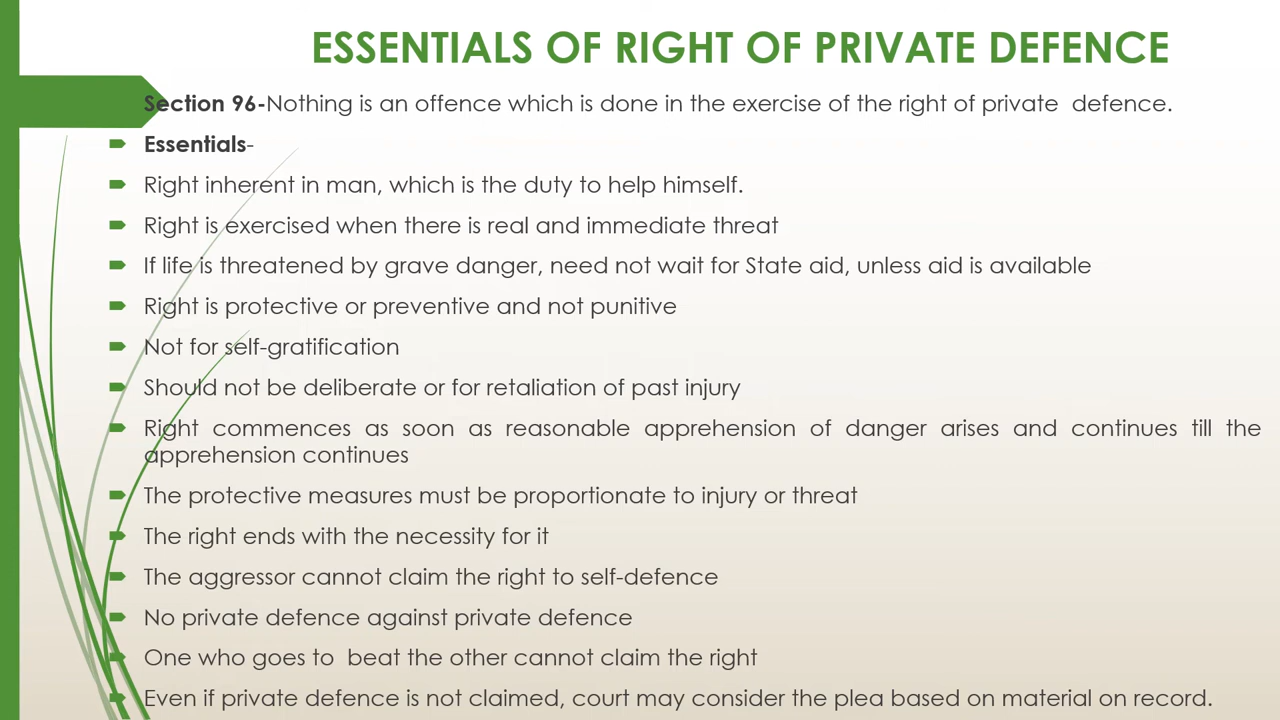 ESSENTIALS OF RIGHT OF PRIVATE DEFENCE
Section 96-Nothing is an offence which is done in the exercise of the right of private defence.
Essentials-
Right inherent in man, which is the duty to help himself.
Right is exercised when there is real and immediate threat
If life is threatened by grave danger, need not wait for State aid, unless aid is available
Right is protective or preventive and not punitive
Not for self-gratification
Should not be deliberate or for retaliation of past injury
Right commences as soon as reasonable apprehension of danger arises and continues till the
apprehension continues
The protective measures must be proportionate to injury or threat
The right ends with the necessity for it
The aggressor cannot claim the right to self-defence
No private defence against private defence
One who goes to beat the other cannot claim the right
Even if private defence is not claimed, court may consider the plea based on material on record.